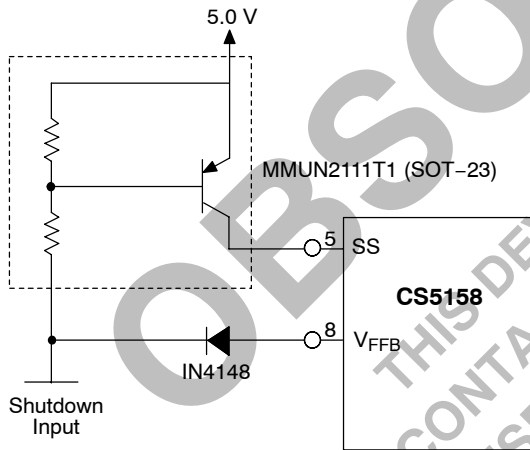 5.0 V
MMUN2111T1 (SOT−23)
5
SS
CS5158
8
VFFB
IN4148
Shutdown
Input
OBSO
THIS DEV
CONTA